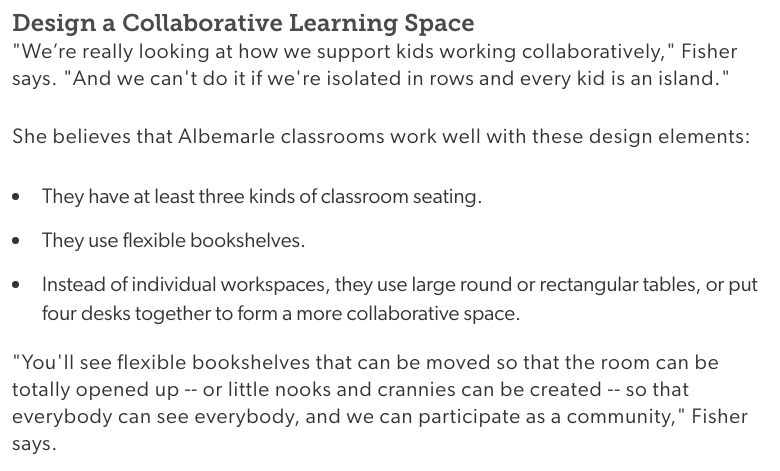 Design a Collaborative Learning Space
"We’re really looking at how we support kids working collaboratively," Fisher
says. "And we can't do it if we're isolated in rows and every kid is an island."
She believes that Albemarle classrooms work well with these design elements:
• They have at least three kinds of classroom seating.
• They use flexible bookshelves.
• Instead of individual workspaces, they use large round or rectangular tables, or put
four desks together to form a more collaborative space.
"You'll see flexible bookshelves that can be moved so that the room can be
totally opened up -- or little nooks and crannies can be created -- so that
everybody can see everybody, and we can participate as a community," Fisher
says.